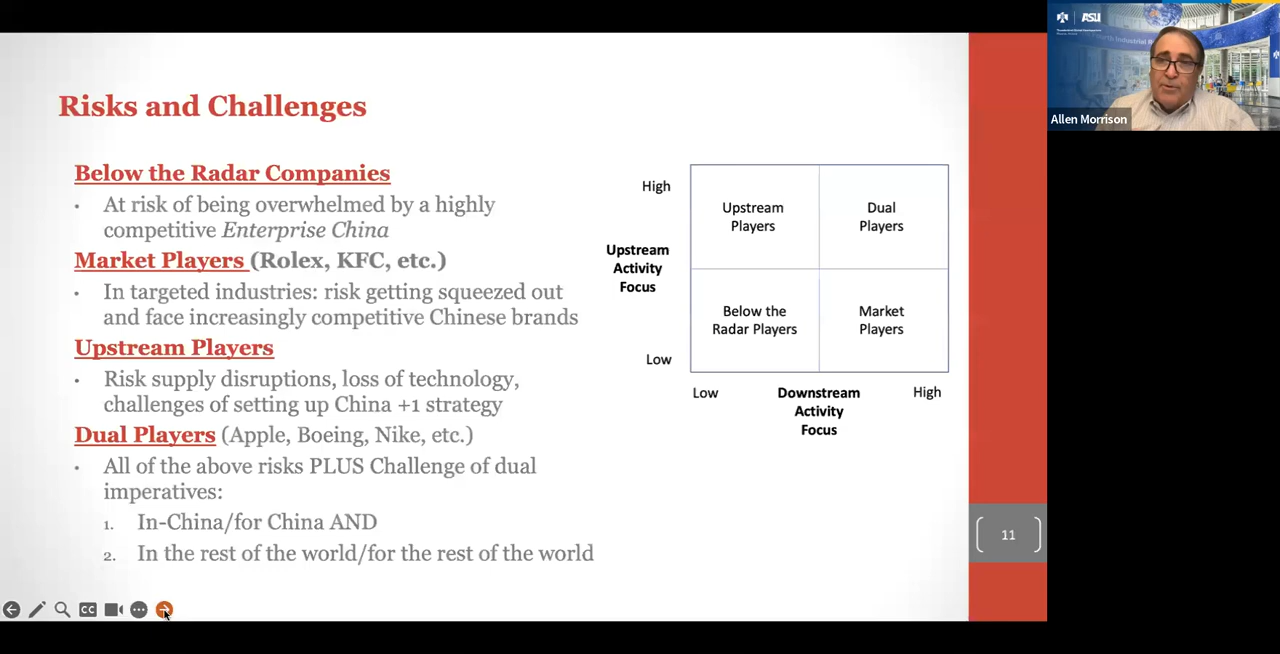 Risks and Challenges
Below the Radar Companies
• At risk of being overwhelmed by a highly
competitive Enterprise China
Market Players (Rolex, KFC, etc.)
• In targeted industries: risk getting squeezed out
and face increasingly competitive Chinese brands
Upstream Players
• Risk supply disruptions, loss of technology,
challenges of setting up China +1 strategy
Dual Players (Apple, Boeing, Nike, etc.)
• All of the above risks PLUS Challenge of dual
imperatives:
1. In-China/for China AND
2. In the rest of the world/for the rest of the world
High
Upstream
Activity
Focus
Low
Upstream
Players
Dual
Players
Below the
Radar Players
Market
Players
Low
Downstream
Activity
Focus
High
11
CC
ASU
Allen Morrison